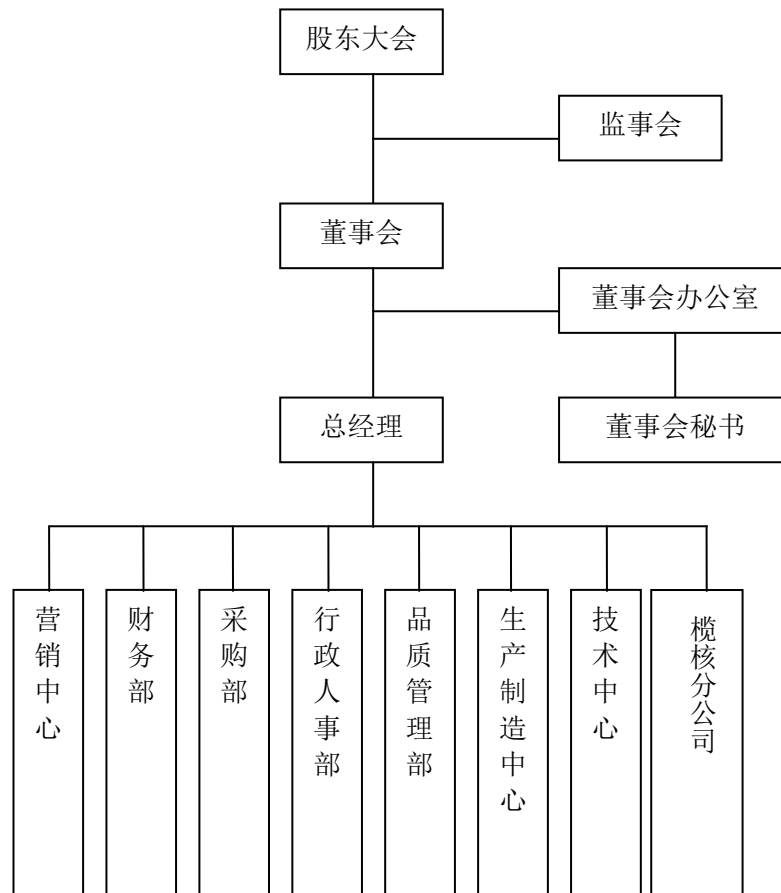 股东大会
监事会
董事会
董事会办公室
总经理
董事会秘书
营销中心
财务部
采购部
行政人事部
品质管理部
生产制造中心
技术中心
榄核分公司